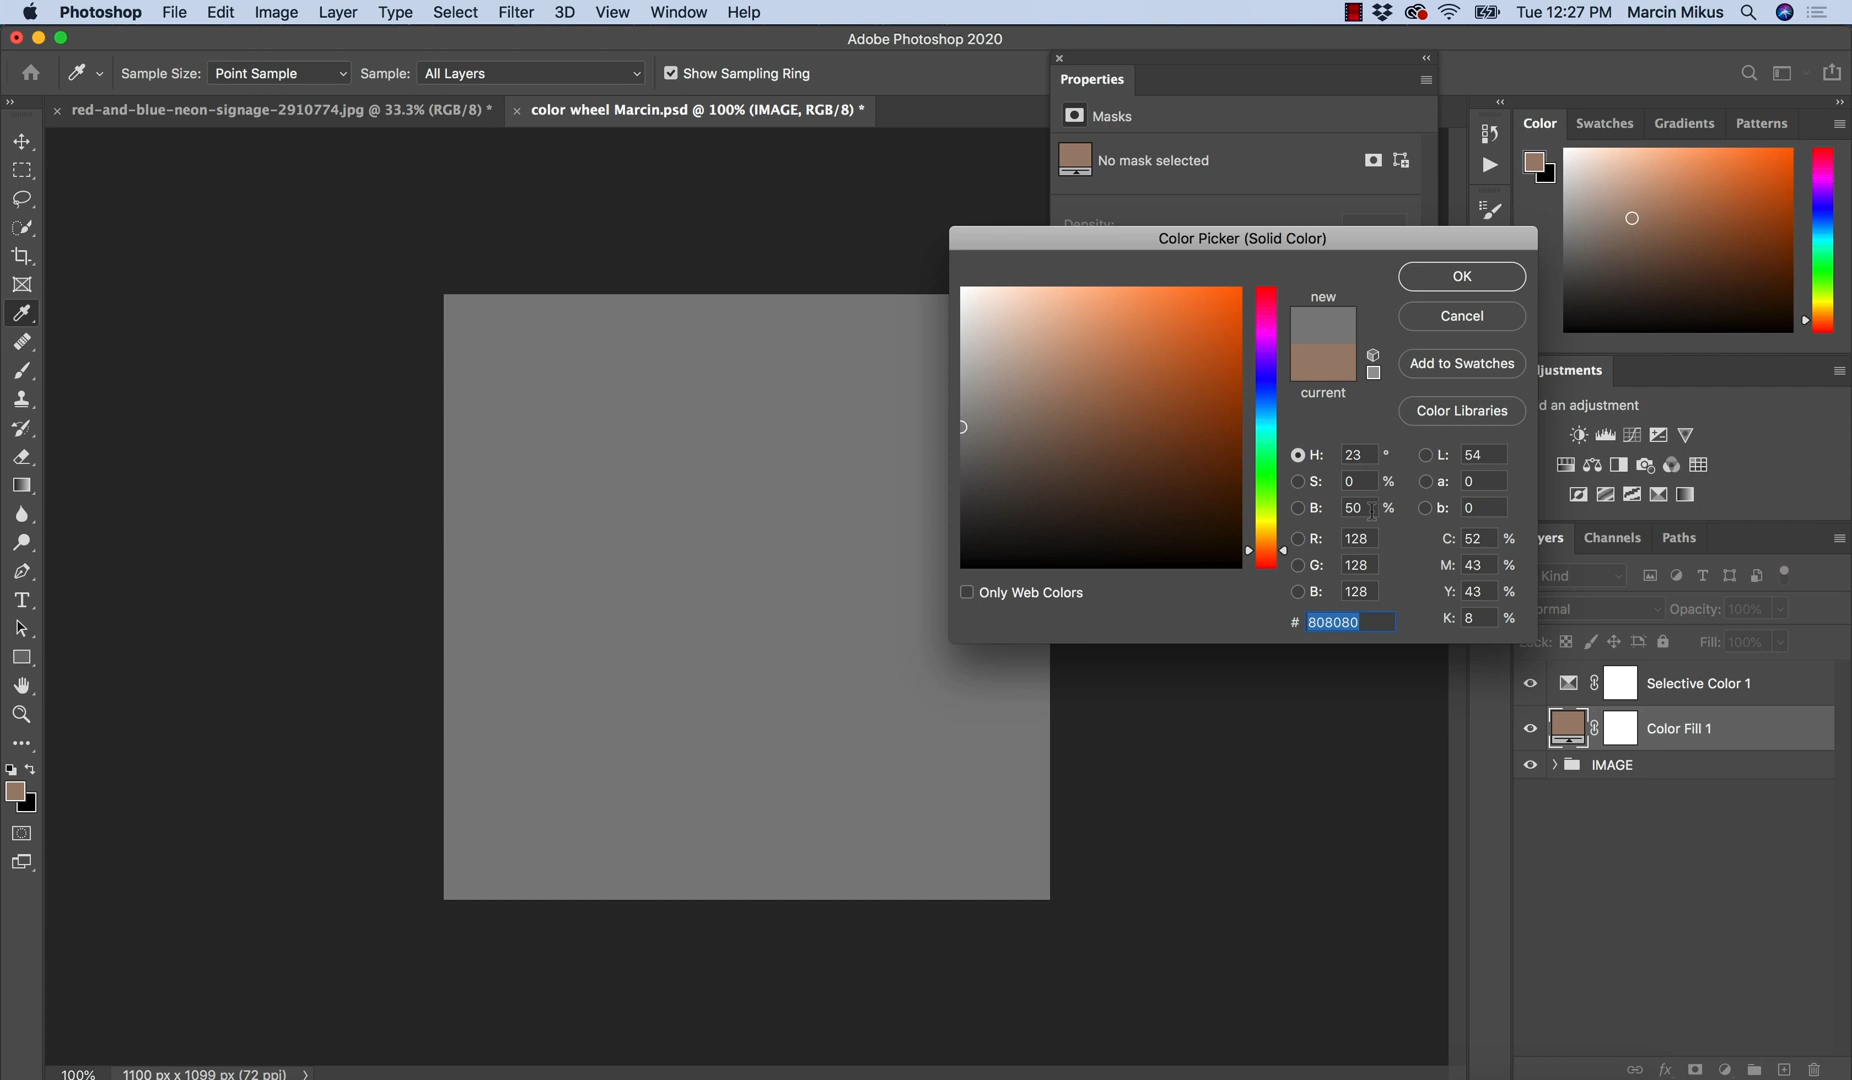 Photoshop File Edit Image Layer Type Select Filter 3D View Window Help Tue 12:27 PM Marcin Mikus
Adobe Photoshop 2020
Sample Size: Point Sample Sample: All Layers Show Sampling Ring
Properties
× red-and-blue-neon-signage-2910774.jpg @ 33.3% (RGB/8) * × color wheel Marcin.psd @ 100% (IMAGE, RGB/8) *
Masks
Color Swatches Gradients Patterns
No mask selected
Density:
Color Picker (Solid Color)
OK
new
Cancel
Add to Swatches
djustments
current
d an adjustment
Color Libraries
H: 23 ° L: 54
S: 0 % a: 0
B: 50 % b: 0
R: 128 C: 52 %
yers Channels Paths
G: 128 M: 43 %
Kind
Only Web Colors
B: 128 Y: 43 %
ormal Opacity: 100%
# 808080 K: 8 %
ock: Fill: 100%
Selective Color 1
Color Fill 1
IMAGE
T
fx
100% 1100 px x 1099 px (72 ppi)